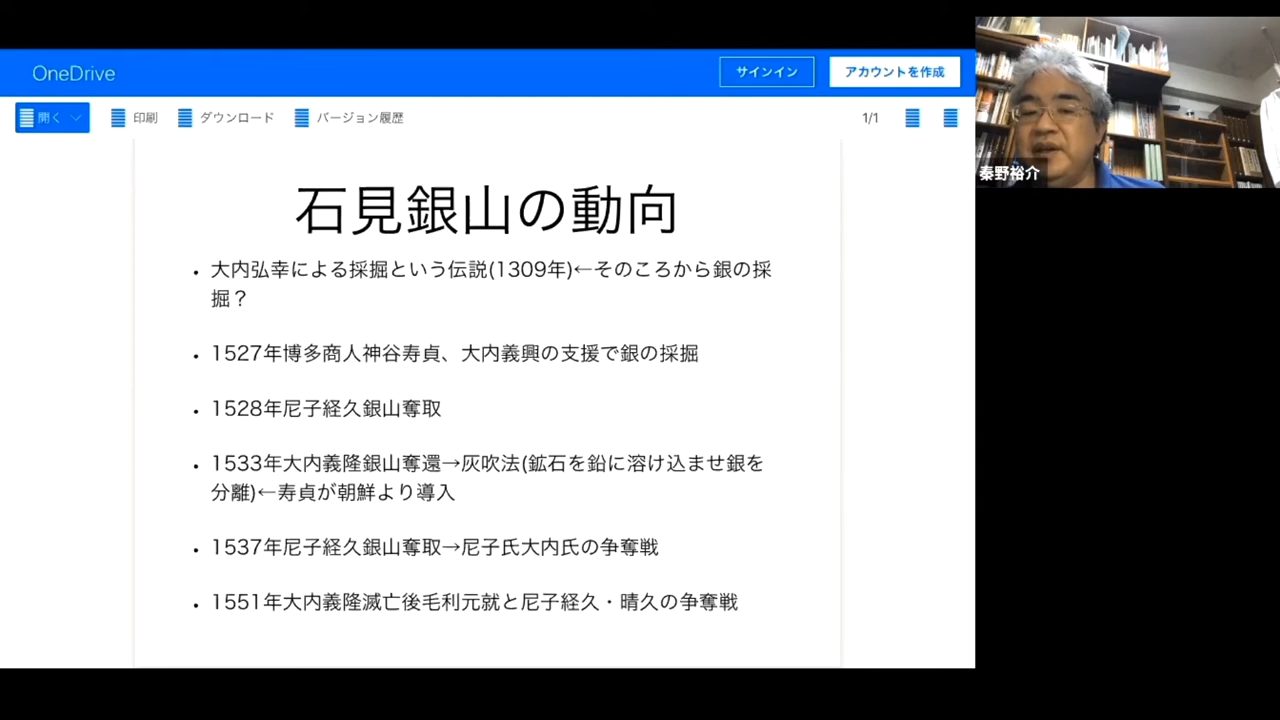 OneDrive
サインイン
アカウントを作成
開く
印刷
ダウンロード
バージョン履歴
1/1
秦野裕介
石見銀山の動向
• 大内弘幸による採掘という伝説(1309年)←そのころから銀の採
掘？
• 1527年博多商人神谷寿貞、大内義興の支援で銀の採掘
• 1528年尼子経久銀山奪取
• 1533年大内義隆銀山奪還→灰吹法(鉱石を鉛に溶け込ませ銀を
分離)←寿貞が朝鮮より導入
• 1537年尼子経久銀山奪取→尼子氏大内氏の争奪戦
• 1551年大内義隆滅亡後毛利元就と尼子経久・晴久の争奪戦